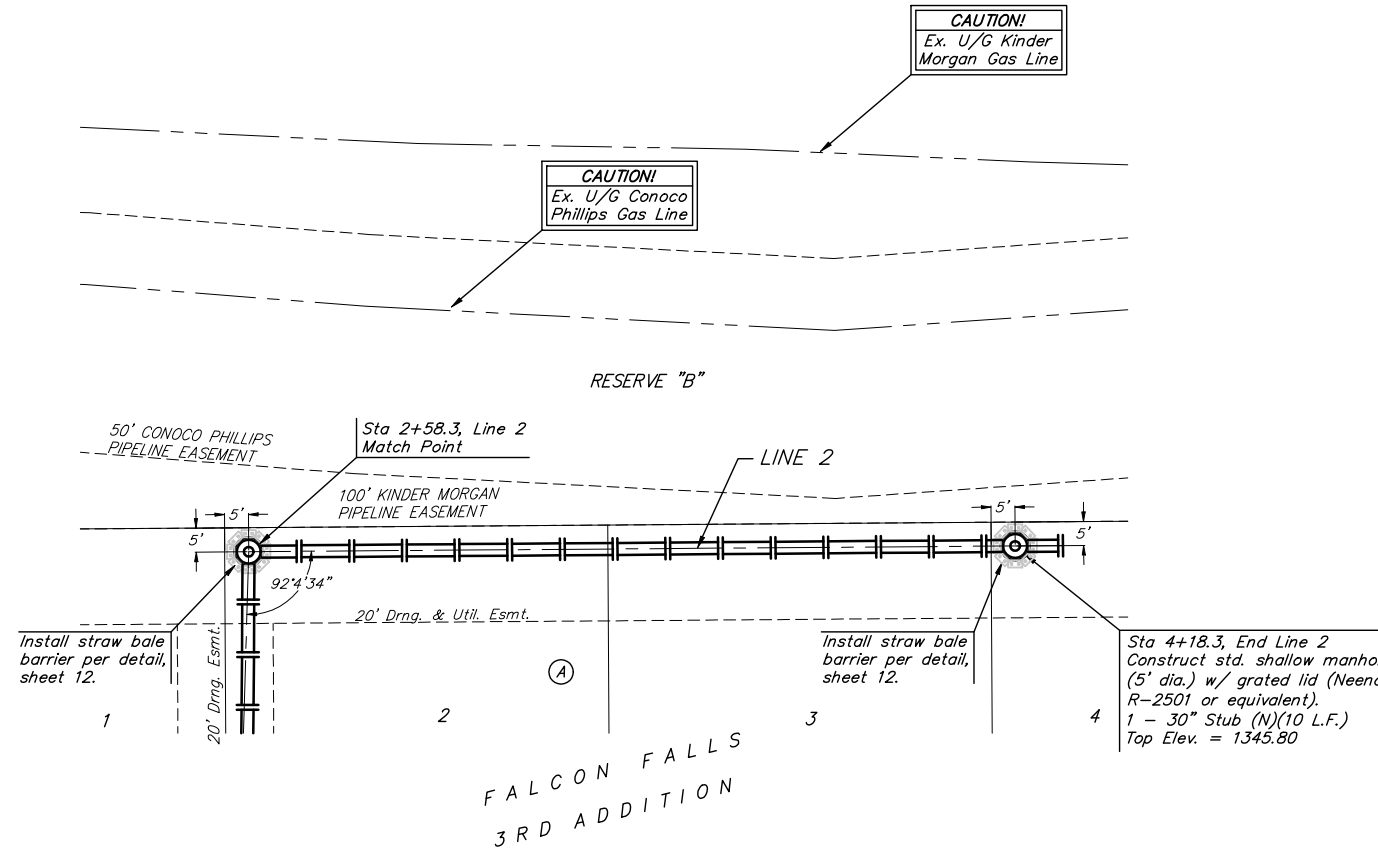 CAUTION!
Ex. U/G Kinder
Morgan Gas Line
CAUTION!
Ex. U/G Conoco
Phillips Gas Line
RESERVE "B"
50' CONOCO PHILLIPS
PIPELINE EASEMENT
Sta 2+58.3, Line 2
Match Point
LINE 2
100' KINDER MORGAN
PIPELINE EASEMENT
5'
5'
5'
5'
92°4'34"
20' Drng. & Util. Esmt.
20' Drng. Esmt.
Install straw bale
barrier per detail,
sheet 12.
Install straw bale
barrier per detail,
sheet 12.
Sta 4+18.3, End Line 2
Construct std. shallow manho
(5' dia.) w/ grated lid (Neena
R-2501 or equivalent).
1 - 30" Stub (N)(10 L.F.)
Top Elev. = 1345.80
A
1
2
3
4
FALCON FALLS
3RD ADDITION